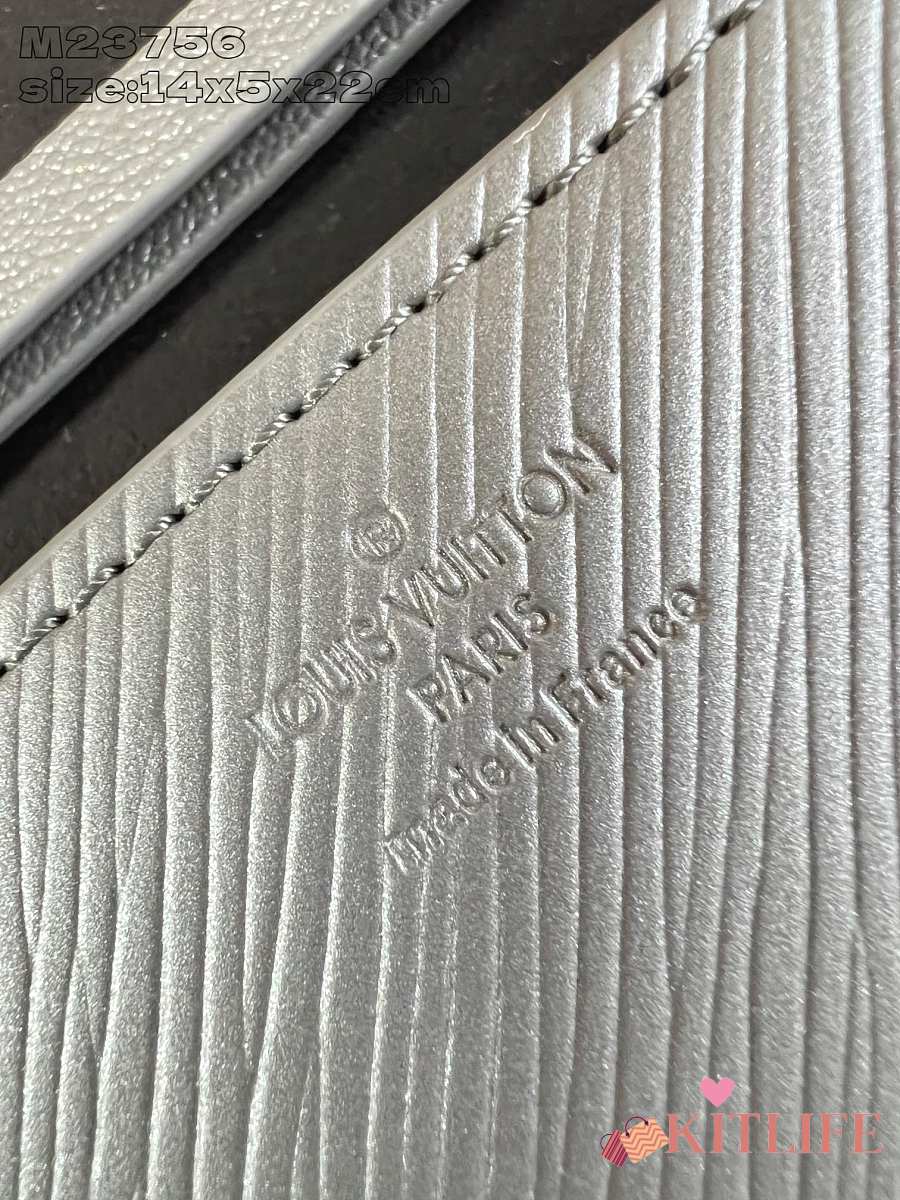 M23756
size:14x5x22cm
®
LOUIS VUITTON
PARIS
made in France
KITLIFE